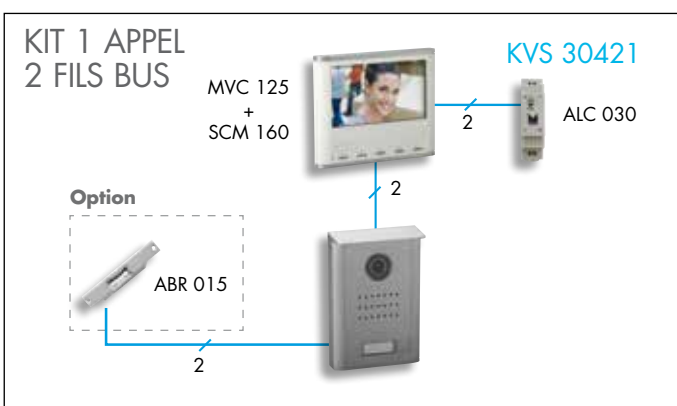 KIT 1 APPEL
2 FILS BUS
KVS 30421
MVC 125
+
SCM 160
2
ALC 030
2
Option
ABR 015
2